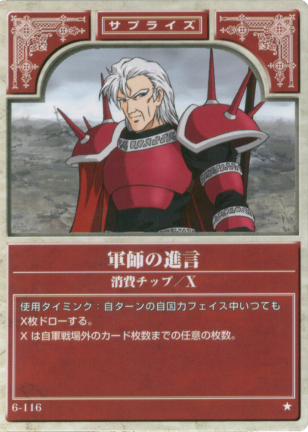 サプライズ
軍師の進言
消費チップ/X
使用タイミング:自ターンの自国力フェイス中いつでも
X枚ドローする。
X は自軍戦場外のカード枚数までの任意の枚数。
6-116
★